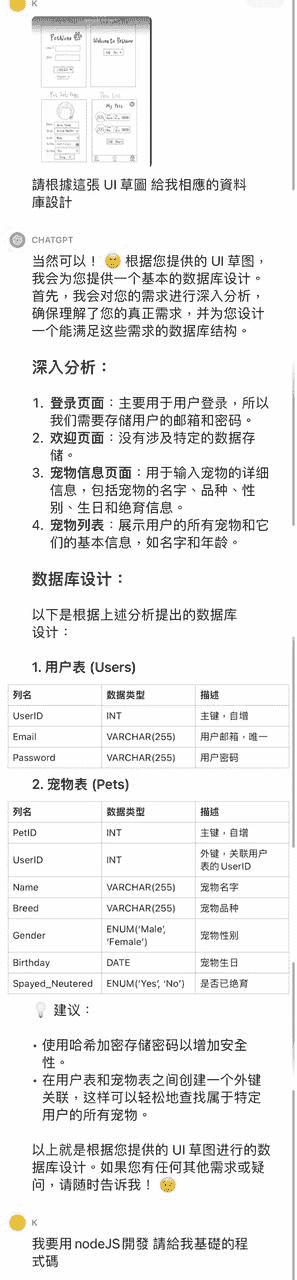 K
PetNine
Welcome to PetNine
Pet Info Page
My Pets
請根據這張 UI 草圖 給我相應的資料
庫設計
CHATGPT
当然可以！ 根据您提供的 UI 草图，
我会为您提供一个基本的数据库设计。
首先，我会对您的需求进行深入分析，
确保理解了您的真正需求，并为您设计
一个能满足这些需求的数据库结构。
深入分析：
1. 登录页面：主要用于用户登录，所以
我们需要存储用户的邮箱和密码。
2. 欢迎页面：没有涉及特定的数据存
储。
3. 宠物信息页面：用于输入宠物的详细
信息，包括宠物的名字、品种、性
别、生日和绝育信息。
4. 宠物列表：展示用户的所有宠物和它
们的基本信息，如名字和年龄。
数据库设计：
以下是根据上述分析提出的数据库
设计：
1. 用户表 (Users)
列名 数据类型 描述
UserID INT 主键，自增
Email VARCHAR(255) 用户邮箱，唯一
Password VARCHAR(255) 用户密码
2. 宠物表 (Pets)
列名 数据类型 描述
PetID INT 主键，自增
UserID INT 外键，关联用户
表的UserID
Name VARCHAR(255) 宠物名字
Breed VARCHAR(255) 宠物品种
Gender ENUM('Male', 宠物性别
'Female')
Birthday DATE 宠物生日
Spayed_Neutered ENUM('Yes', 'No') 是否已绝育
建议：
• 使用哈希加密存储密码以增加安全
性。
• 在用户表和宠物表之间创建一个外键
关联，这样可以轻松地查找属于特定
用户的所有宠物。
以上就是根据您提供的 UI 草图进行的数
据库设计。如果您有任何其他需求或疑
问，请随时告诉我！
K
我要用 nodeJS 開發 請給我基礎的程
式碼